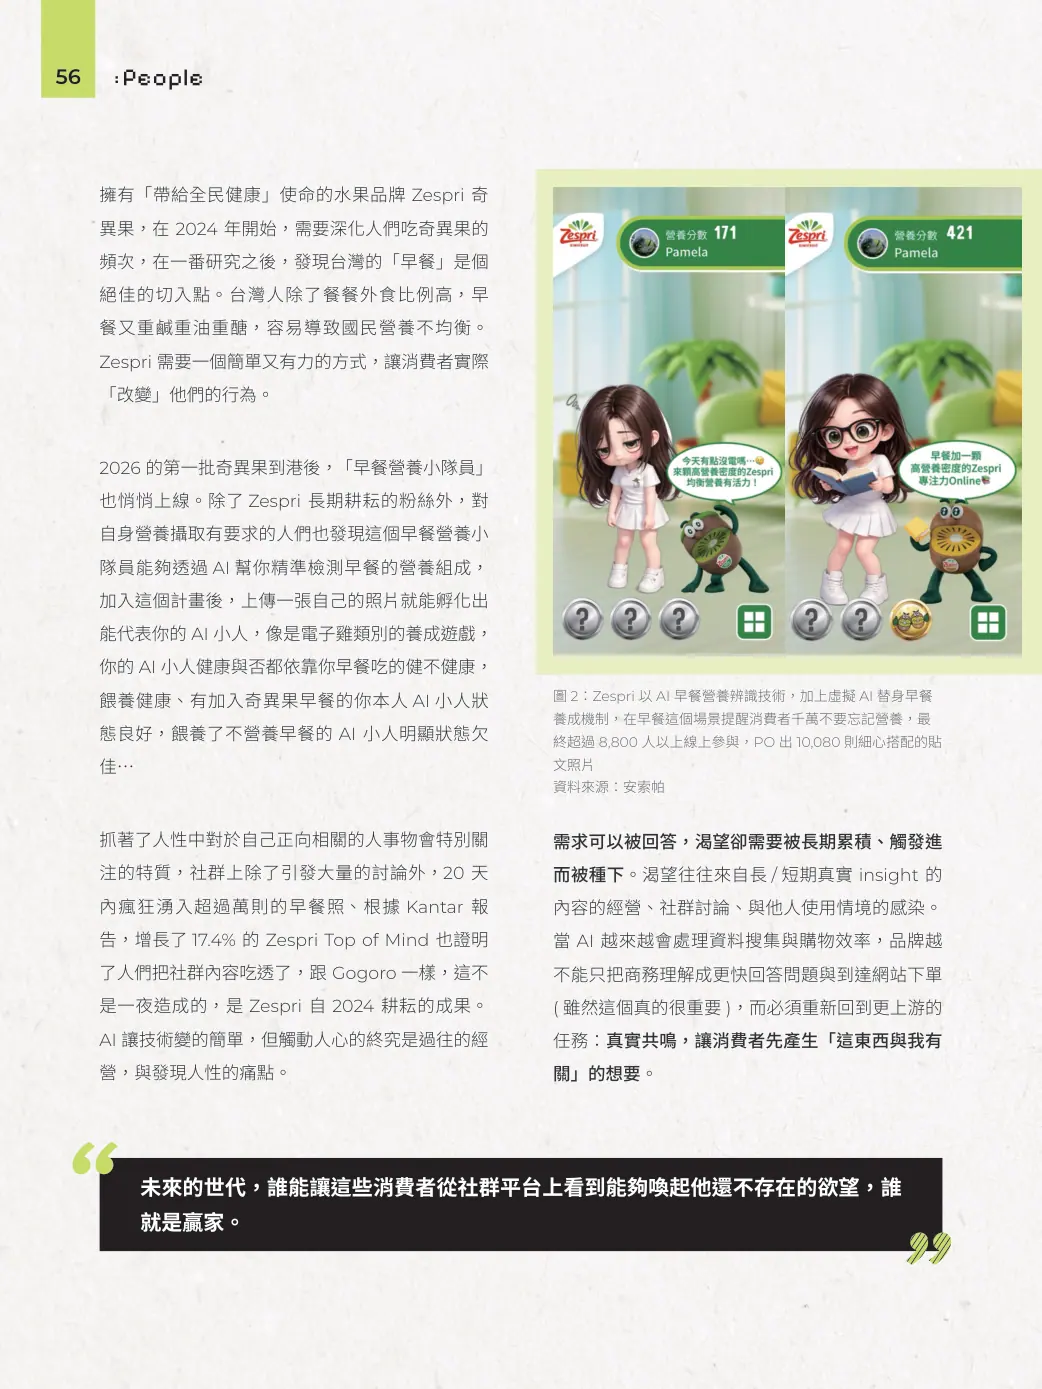 56
:People
擁有「帶給全民健康」使命的水果品牌 Zespri 奇
異果，在 2024 年開始，需要深化人們吃奇異果的
頻次，在一番研究之後，發現台灣的「早餐」是個
絕佳的切入點。台灣人除了餐餐外食比例高，早
餐又重鹹重油重醣，容易導致國民營養不均衡。
Zespri 需要一個簡單又有力的方式，讓消費者實際
「改變」他們的行為。
2026 的第一批奇異果到港後，「早餐營養小隊員」
也悄悄上線。除了 Zespri 長期耕耘的粉絲外，對
自身營養攝取有要求的人們也發現這個早餐營養小
隊員能夠透過 AI 幫你精準檢測早餐的營養組成，
加入這個計畫後，上傳一張自己的照片就能孵化出
能代表你的 AI 小人，像是電子雞類別的養成遊戲，
你的 AI 小人健康與否都依靠你早餐吃的健不健康，
餵養健康、有加入奇異果早餐的你本人 AI 小人狀
態良好，餵養了不營養早餐的 AI 小人明顯狀態欠
佳…
抓著了人性中對於自己正向相關的人事物會特別關
注的特質，社群上除了引發大量的討論外，20 天
內瘋狂湧入超過萬則的早餐照、根據 Kantar 報
告，增長了 17.4% 的 Zespri Top of Mind 也證明
了人們把社群內容吃透了，跟 Gogoro 一樣，這不
是一夜造成的，是 Zespri 自 2024 耕耘的成果。
AI 讓技術變的簡單，但觸動人心的終究是過往的經
營，與發現人性的痛點。
Zespri
營養分數 171
Pamela
今天有點沒電嗎…
來顆高營養密度的Zespri
均衡營養有活力！
? ? ?
Zespri
營養分數 421
Pamela
早餐加一顆
高營養密度的Zespri
專注力Online
? ?
圖 2：Zespri 以 AI 早餐營養辨識技術，加上虛擬 AI 替身早餐
養成機制，在早餐這個場景提醒消費者千萬不要忘記營養，最
終超過 8,800 人以上線上參與，PO 出 10,080 則細心搭配的貼
文照片
資料來源：安索帕
需求可以被回答，渴望卻需要被長期累積、觸發進
而被種下。渴望往往來自長 / 短期真實 insight 的
內容的經營、社群討論、與他人使用情境的感染。
當 AI 越來越會處理資料搜集與購物效率，品牌越
不能只把商務理解成更快回答問題與到達網站下單
( 雖然這個真的很重要 )，而必須重新回到更上游的
任務：真實共鳴，讓消費者先產生「這東西與我有
關」的想要。
未來的世代，誰能讓這些消費者從社群平台上看到能夠喚起他還不存在的欲望，誰
就是贏家。